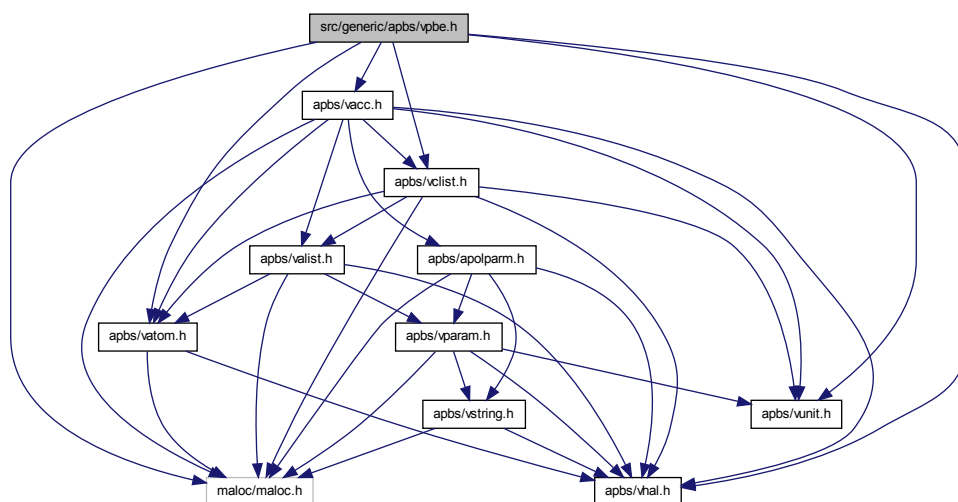 src/generic/apbs/vpbe.h
apbs/vacc.h
apbs/vclist.h
apbs/valist.h
apbs/apolparm.h
apbs/vatom.h
apbs/vparam.h
apbs/vstring.h
apbs/vunit.h
maloc/maloc.h
apbs/vhal.h